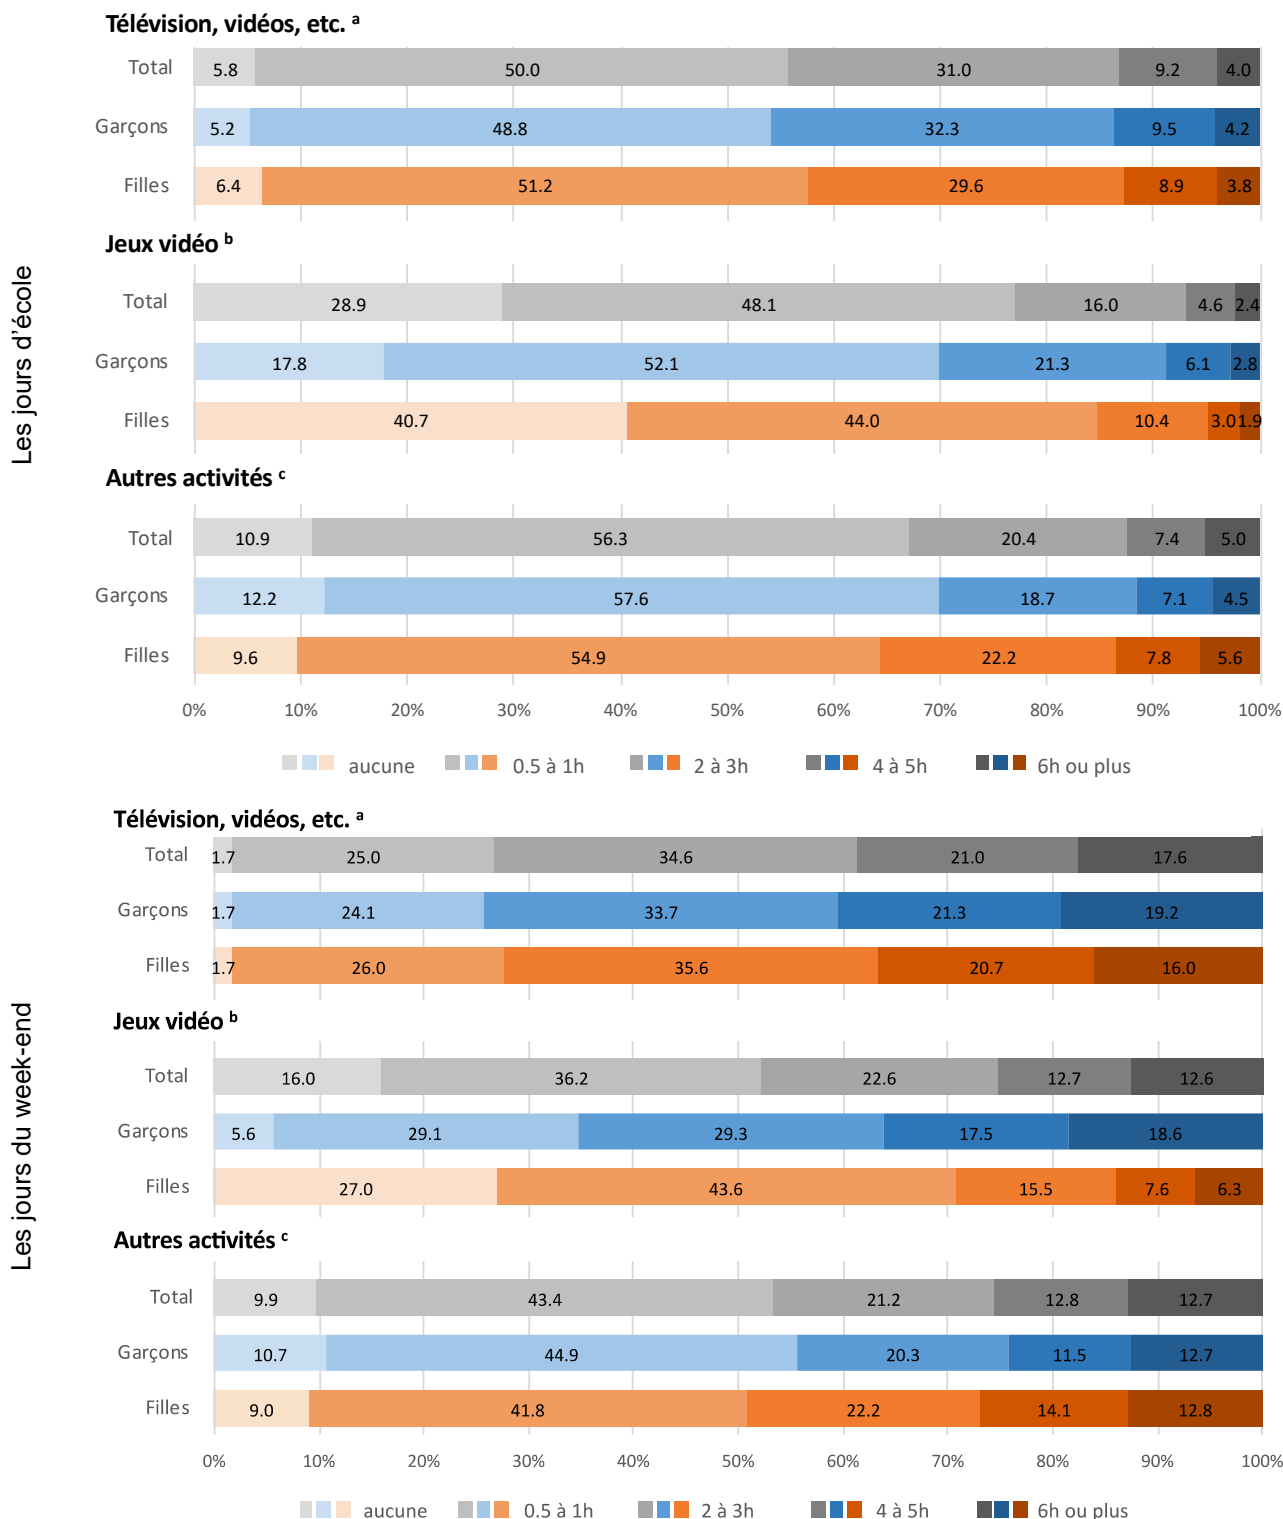 Les jours d'école
Télévision, vidéos, etc. a
Total 5.8 50.0 31.0 9.2 4.0
Garçons 5.2 48.8 32.3 9.5 4.2
Filles 6.4 51.2 29.6 8.9 3.8
Jeux vidéo b
Total 28.9 48.1 16.0 4.6 2.4
Garçons 17.8 52.1 21.3 6.1 2.8
Filles 40.7 44.0 10.4 3.0 1.9
Autres activités c
Total 10.9 56.3 20.4 7.4 5.0
Garçons 12.2 57.6 18.7 7.1 4.5
Filles 9.6 54.9 22.2 7.8 5.6
0% 10% 20% 30% 40% 50% 60% 70% 80% 90% 100%
aucune 0.5 à 1h 2 à 3h 4 à 5h 6h ou plus
Les jours du week-end
Télévision, vidéos, etc. a
Total 1.7 25.0 34.6 21.0 17.6
Garçons 1.7 24.1 33.7 21.3 19.2
Filles 1.7 26.0 35.6 20.7 16.0
Jeux vidéo b
Total 16.0 36.2 22.6 12.7 12.6
Garçons 5.6 29.1 29.3 17.5 18.6
Filles 27.0 43.6 15.5 7.6 6.3
Autres activités c
Total 9.9 43.4 21.2 12.8 12.7
Garçons 10.7 44.9 20.3 11.5 12.7
Filles 9.0 41.8 22.2 14.1 12.8
0% 10% 20% 30% 40% 50% 60% 70% 80% 90% 100%
aucune 0.5 à 1h 2 à 3h 4 à 5h 6h ou plus